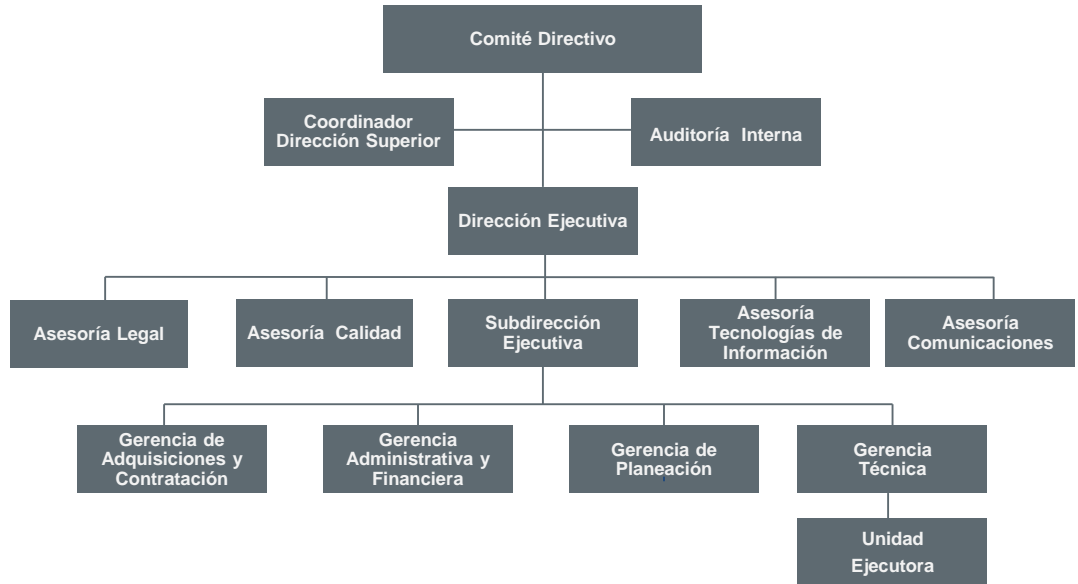 Comité Directivo
Coordinador
Dirección Superior
Auditoría Interna
Dirección Ejecutiva
Asesoría Legal
Asesoría Calidad
Subdirección
Ejecutiva
Asesoría
Tecnologías de
Información
Asesoría
Comunicaciones
Gerencia de
Adquisiciones y
Contratación
Gerencia
Administrativa y
Financiera
Gerencia de
Planeación
Gerencia
Técnica
Unidad
Ejecutora